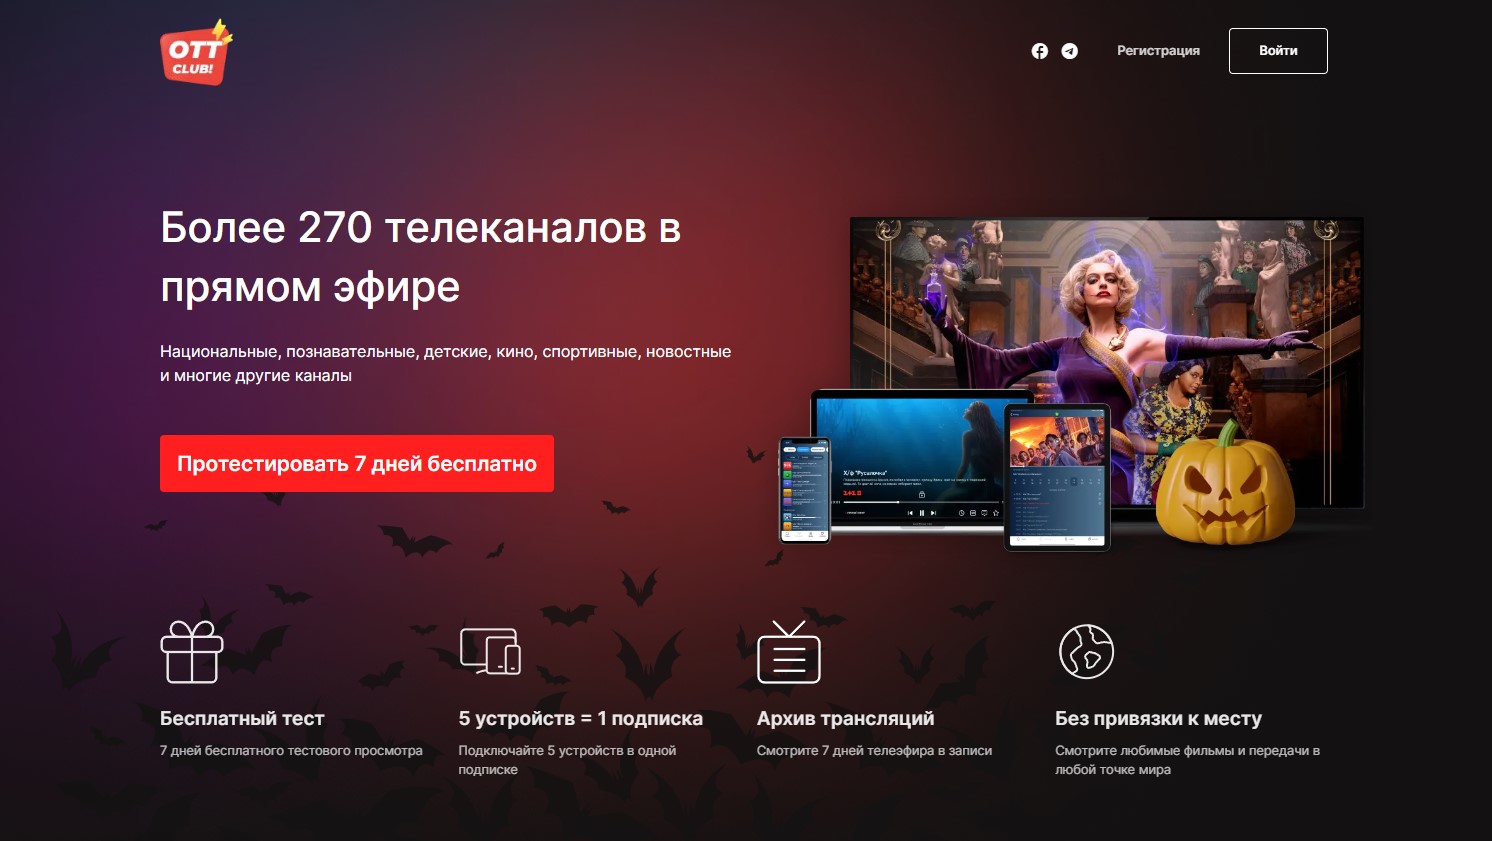 OTT
CLUB!
Регистрация
Войти
Более 270 телеканалов в
прямом эфире
Национальные, познавательные, детские, кино, спортивные, новостные
и многие другие каналы
Протестировать 7 дней бесплатно
Х/ф "Русалочка"
Бесплатный тест
7 дней бесплатного тестового просмотра
5 устройств = 1 подписка
Подключайте 5 устройств в одной
подписке
Архив трансляций
Смотрите 7 дней телеэфира в записи
Без привязки к месту
Смотрите любимые фильмы и передачи в
любой точке мира